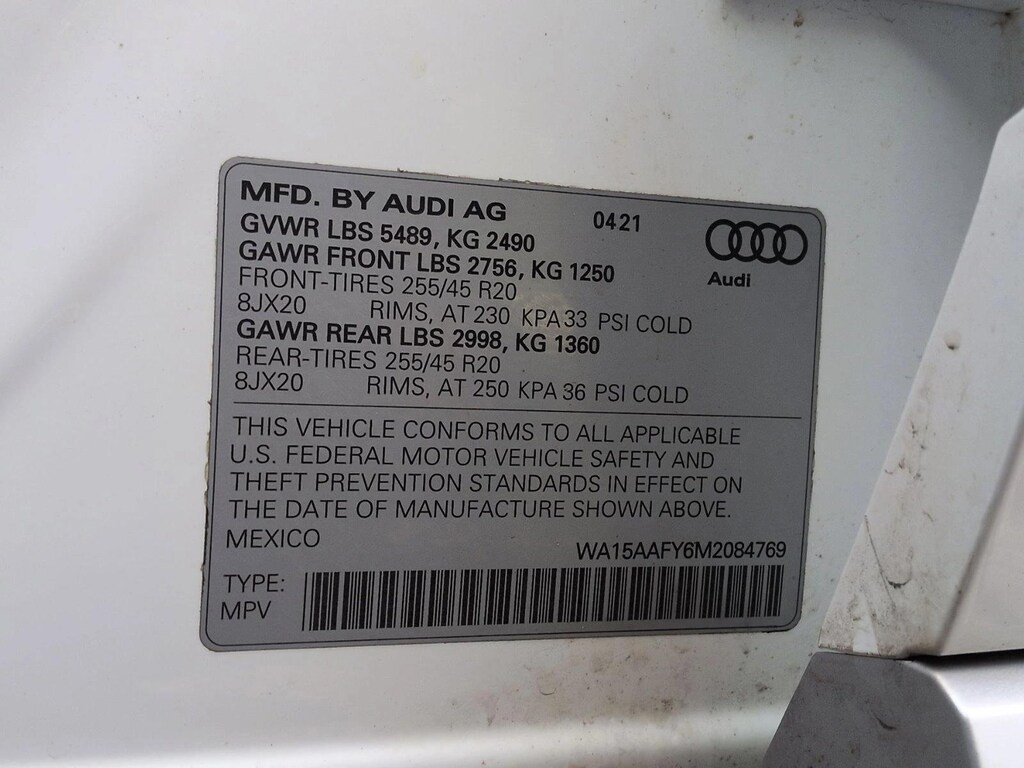 MFD. BY AUDI AG 0421
GVWR LBS 5489, KG 2490
GAWR FRONT LBS 2756, KG 1250
Audi
FRONT-TIRES 255/45 R20
8JX20 RIMS, AT 230 KPA 33 PSI COLD
GAWR REAR LBS 2998, KG 1360
REAR-TIRES 255/45 R20
8JX20 RIMS, AT 250 KPA 36 PSI COLD
THIS VEHICLE CONFORMS TO ALL APPLICABLE
U.S. FEDERAL MOTOR VEHICLE SAFETY AND
THEFT PREVENTION STANDARDS IN EFFECT ON
THE DATE OF MANUFACTURE SHOWN ABOVE.
MEXICO
WA15AAFY6M2084769
TYPE:
MPV